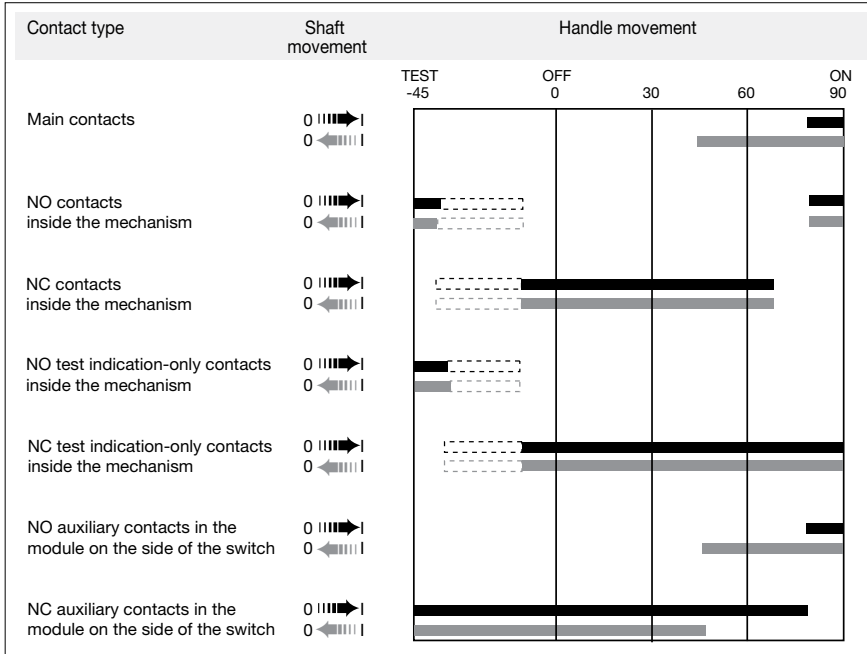 Contact type
Shaft movement
Handle movement
TEST OFF ON
-45 0 30 60 90
Main contacts 0 I
0 I
NO contacts 0 I
inside the mechanism 0 I
NC contacts 0 I
inside the mechanism 0 I
NO test indication-only contacts 0 I
inside the mechanism 0 I
NC test indication-only contacts 0 I
inside the mechanism 0 I
NO auxiliary contacts in the 0 I
module on the side of the switch 0 I
NC auxiliary contacts in the 0 I
module on the side of the switch 0 I